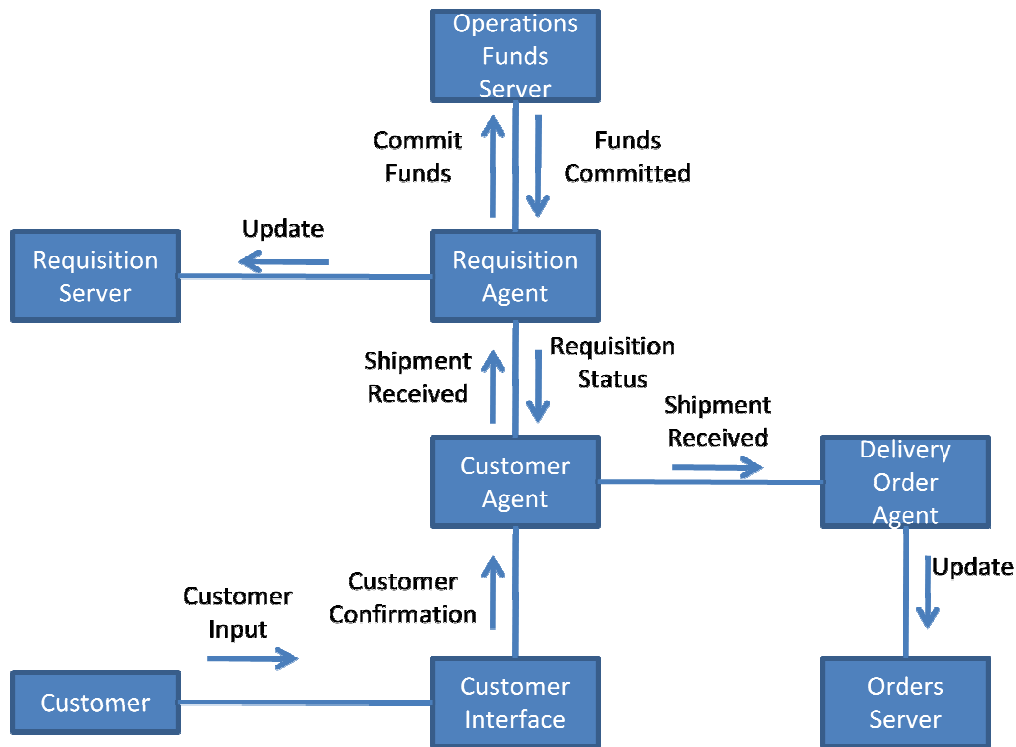 Operations
Funds
Server
Commit
Funds
Funds
Committed
Update
Requisition
Server
Requisition
Agent
Shipment
Received
Requisition
Status
Shipment
Received
Customer
Agent
Delivery
Order
Agent
Customer
Input
Customer
Confirmation
Update
Customer
Customer
Interface
Orders
Server